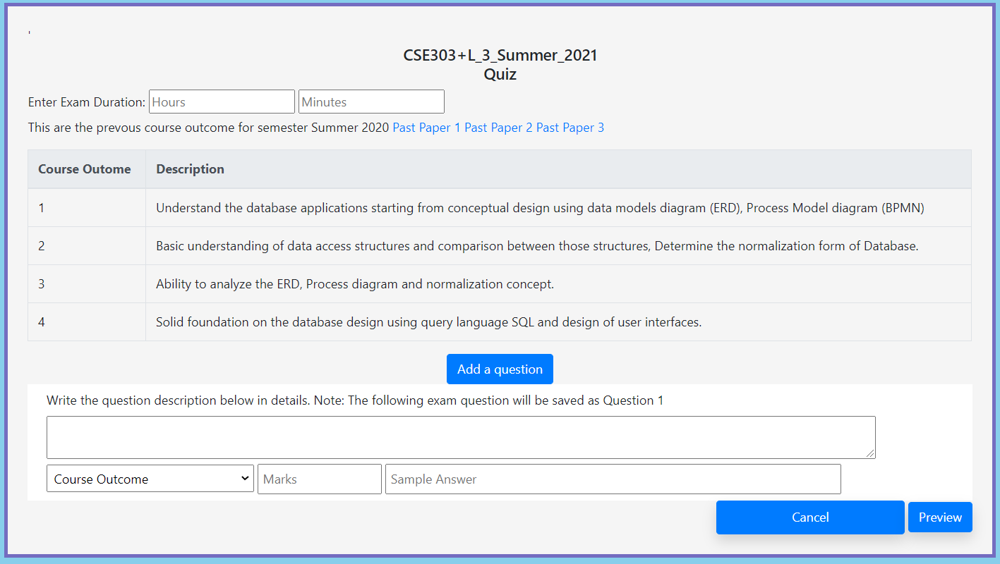 '
CSE303+L_3_Summer_2021
Quiz
Enter Exam Duration: Hours Minutes
This are the prevous course outcome for semester Summer 2020 Past Paper 1 Past Paper 2 Past Paper 3
Course Outome Description
1 Understand the database applications starting from conceptual design using data models diagram (ERD), Process Model diagram (BPMN)
2 Basic understanding of data access structures and comparison between those structures, Determine the normalization form of Database.
3 Ability to analyze the ERD, Process diagram and normalization concept.
4 Solid foundation on the database design using query language SQL and design of user interfaces.
Add a question
Write the question description below in details. Note: The following exam question will be saved as Question 1
Course Outcome Marks Sample Answer
Cancel Preview